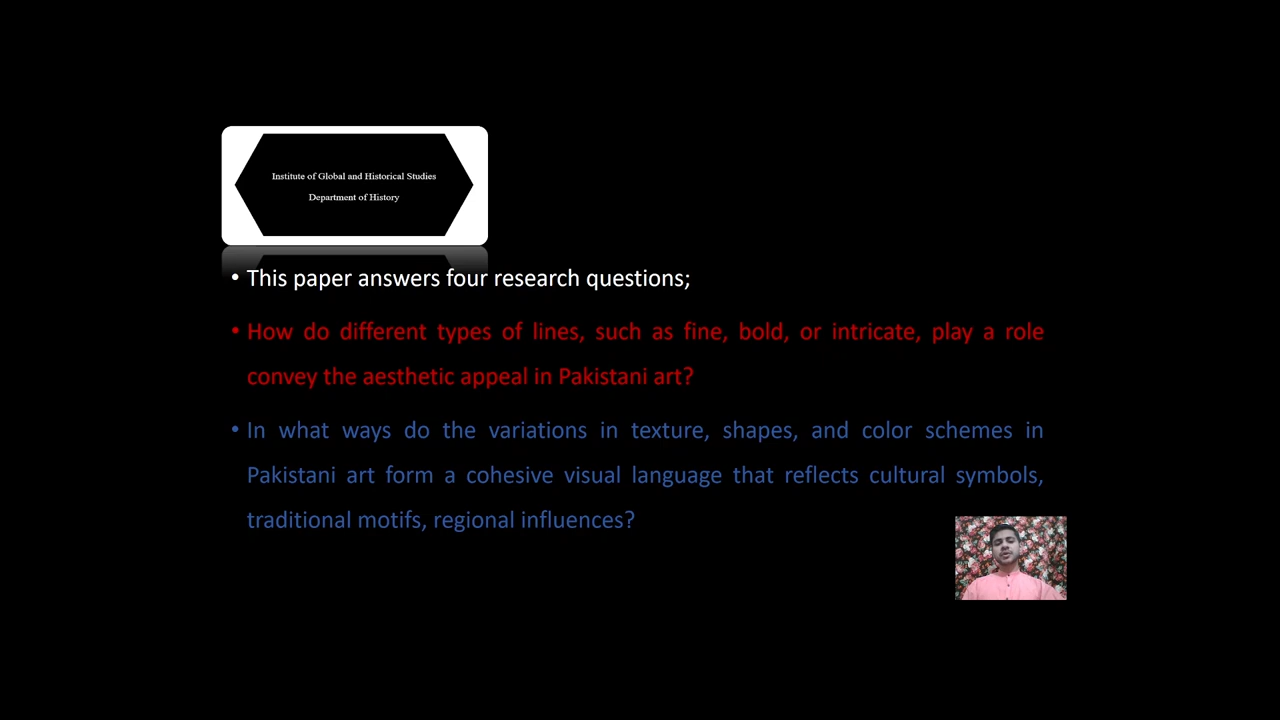 Institute of Global and Historical Studies
Department of History
• This paper answers four research questions;
• How do different types of lines, such as fine, bold, or intricate, play a role
convey the aesthetic appeal in Pakistani art?
• In what ways do the variations in texture, shapes, and color schemes in
Pakistani art form a cohesive visual language that reflects cultural symbols,
traditional motifs, regional influences?